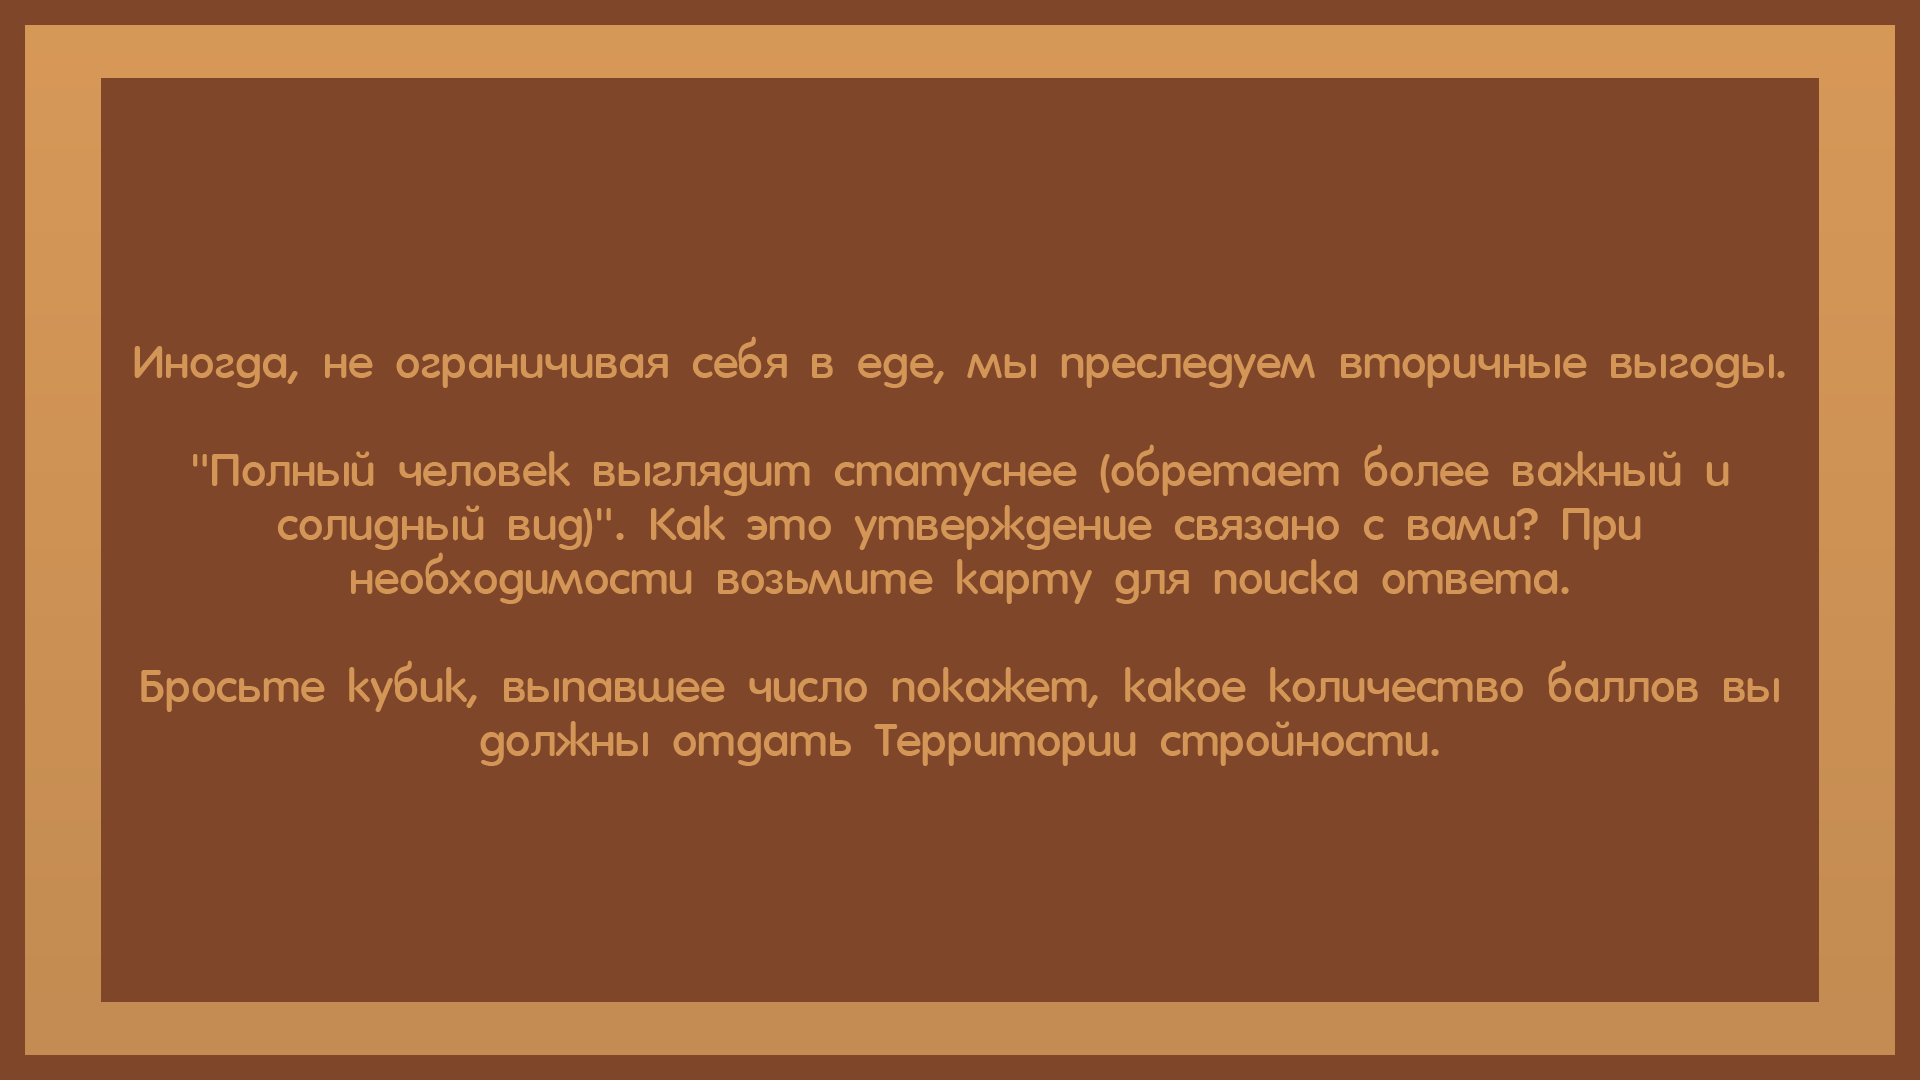 Иногда, не ограничивая себя в еде, мы преследуем вторичные выгоды.
"Полный человек выглядит статуснее (обретает более важный и
солидный вид)". Как это утверждение связано с вами? При
необходимости возьмите карту для поиска ответа.
Бросьте кубик, выпавшее число покажет, какое количество баллов вы
должны отдать Территории стройности.